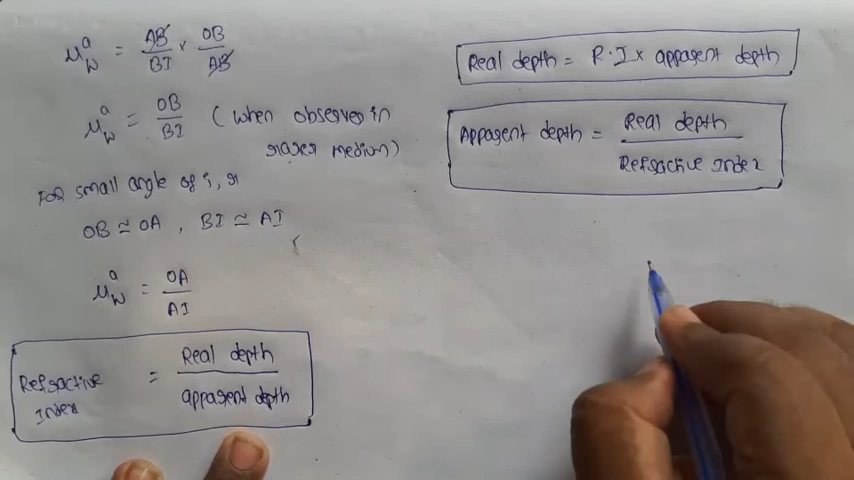 μ^a_w = AB/BI × OB/AB
μ^a_w = OB/BI (when observer in
rarer medium)
For small angle of i, r
OB ≃ OA , BI ≃ AI
μ^a_w = OA/AI
Refractive Index = Real depth/apparent depth
Real depth = R.I × apparent depth
Apparent depth = Real depth/Refractive Index